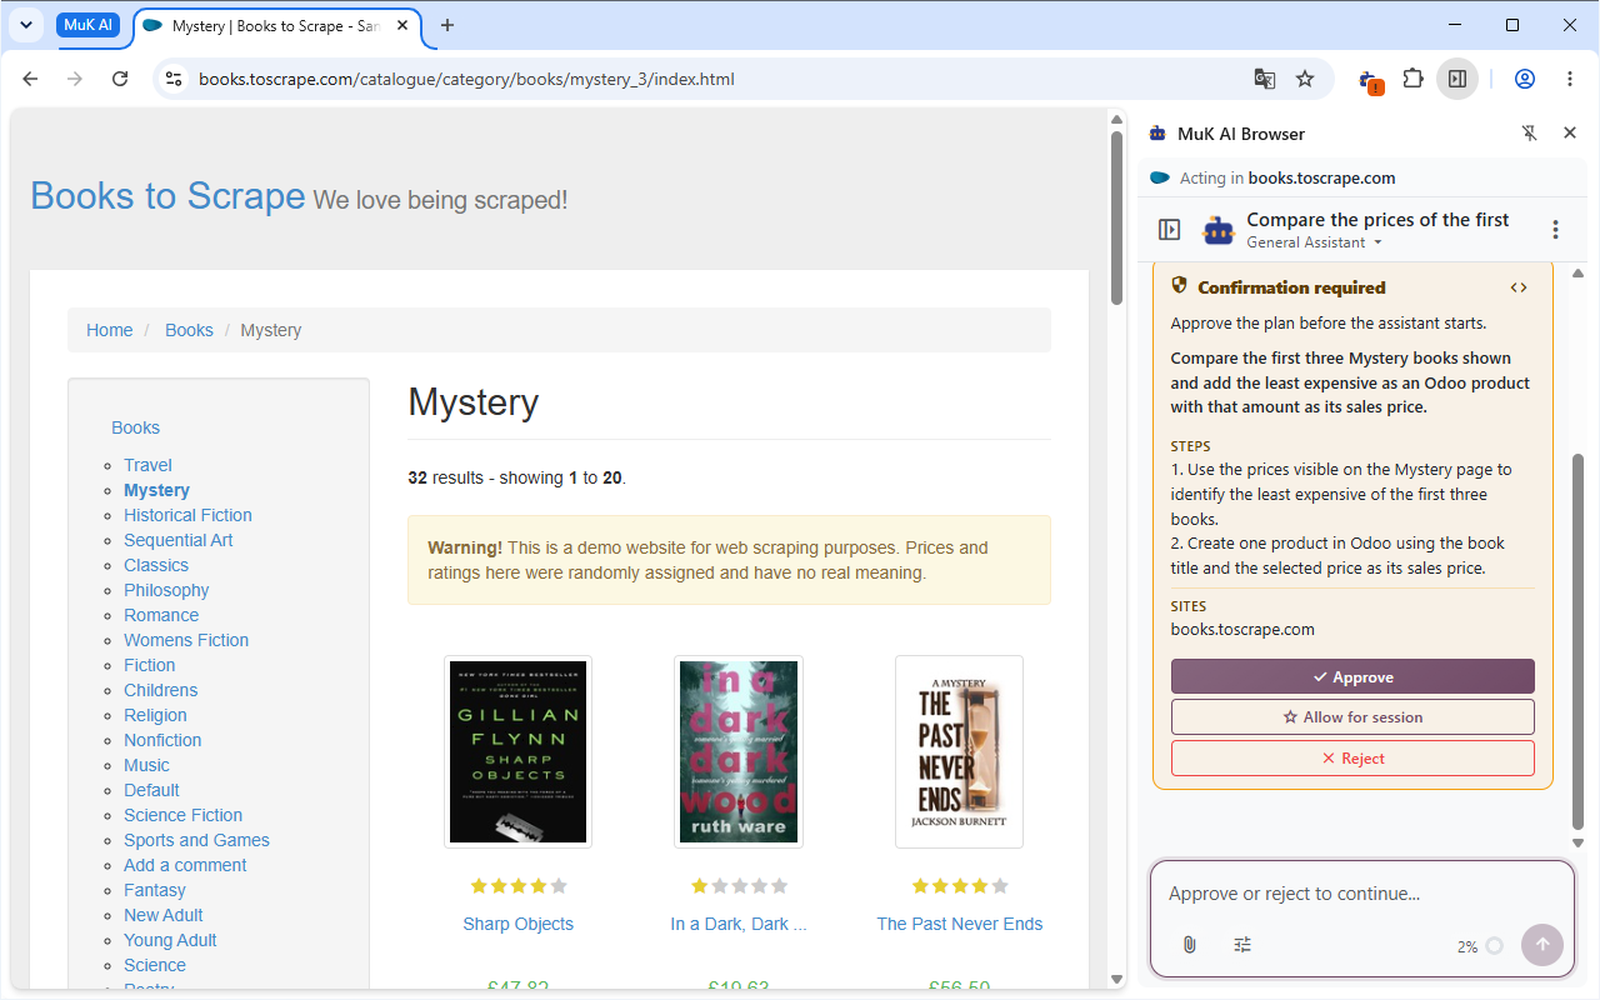 MuK AI
Mystery | Books to Scrape - San
books.toscrape.com/catalogue/category/books/mystery_3/index.html
Books to Scrape We love being scraped!
Home / Books / Mystery
Books
Travel
Mystery
Historical Fiction
Sequential Art
Classics
Philosophy
Romance
Womens Fiction
Fiction
Childrens
Religion
Nonfiction
Music
Default
Science Fiction
Sports and Games
Add a comment
Fantasy
New Adult
Young Adult
Science
Poetry
Mystery
32 results - showing 1 to 20.
Warning! This is a demo website for web scraping purposes. Prices and
ratings here were randomly assigned and have no real meaning.
GILLIAN
FLYNN
SHARP
OBJECTS
in a
dark
dark
wood
ruth ware
A MYSTERY
THE
PAST
NEVER
ENDS
JACKSON BURNETT
Sharp Objects
In a Dark, Dark ...
The Past Never Ends
£47.82
£19.63
£56.50
MuK AI Browser
Acting in books.toscrape.com
Compare the prices of the first
General Assistant
Confirmation required
Approve the plan before the assistant starts.
Compare the first three Mystery books shown
and add the least expensive as an Odoo product
with that amount as its sales price.
STEPS
1. Use the prices visible on the Mystery page to
identify the least expensive of the first three
books.
2. Create one product in Odoo using the book
title and the selected price as its sales price.
SITES
books.toscrape.com
Approve
Allow for session
Reject
Approve or reject to continue...
2%